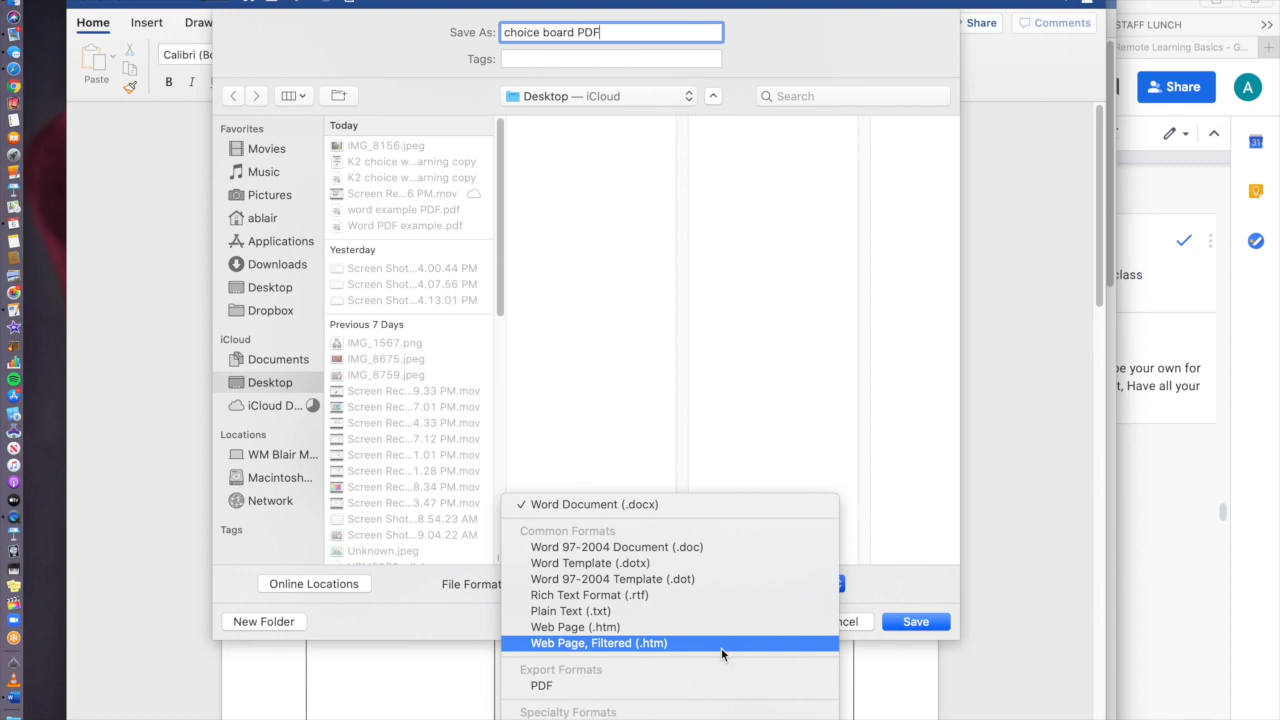 Home Insert Draw
Share
Comments
Paste
Calibri (Bo
B I
Save As: choice board PDF
Tags:
Desktop — iCloud
Search
Favorites
Movies
Music
Pictures
ablair
Applications
Downloads
Desktop
Dropbox
iCloud
Documents
Desktop
iCloud D...
Locations
WM Blair M...
Macintosh...
Network
Tags
Today
IMG_8156.jpeg
K2 choice w...arning copy
K2 choice w...arning copy
Screen Re...6 PM.mov
word example PDF.pdf
Word PDF example.pdf
Yesterday
Screen Shot...4.00.44 PM
Screen Shot...4.07.56 PM
Screen Shot...4.13.01 PM
Previous 7 Days
IMG_1567.png
IMG_8675.jpeg
IMG_8759.jpeg
Screen Rec...9.33 PM.mov
Screen Rec...7.01 PM.mov
Screen Rec...4.33 PM.mov
Screen Rec...7.12 PM.mov
Screen Rec...1.01 PM.mov
Screen Rec...1.28 PM.mov
Screen Rec...8.34 PM.mov
Screen Rec...3.47 PM.mov
Screen Shot...8.54.23 AM
Screen Shot...9.04.22 AM
Unknown.jpeg
Word Document (.docx)
Common Formats
Word 97-2004 Document (.doc)
Word Template (.dotx)
Word 97-2004 Template (.dot)
Rich Text Format (.rtf)
Plain Text (.txt)
Web Page (.htm)
Web Page, Filtered (.htm)
Export Formats
PDF
Specialty Formats
Online Locations
File Format
New Folder
cel
Save
STAFF LUNCH
Remote Learning Basics - G...
Share
A
31
lass
be your own for
t, Have all your